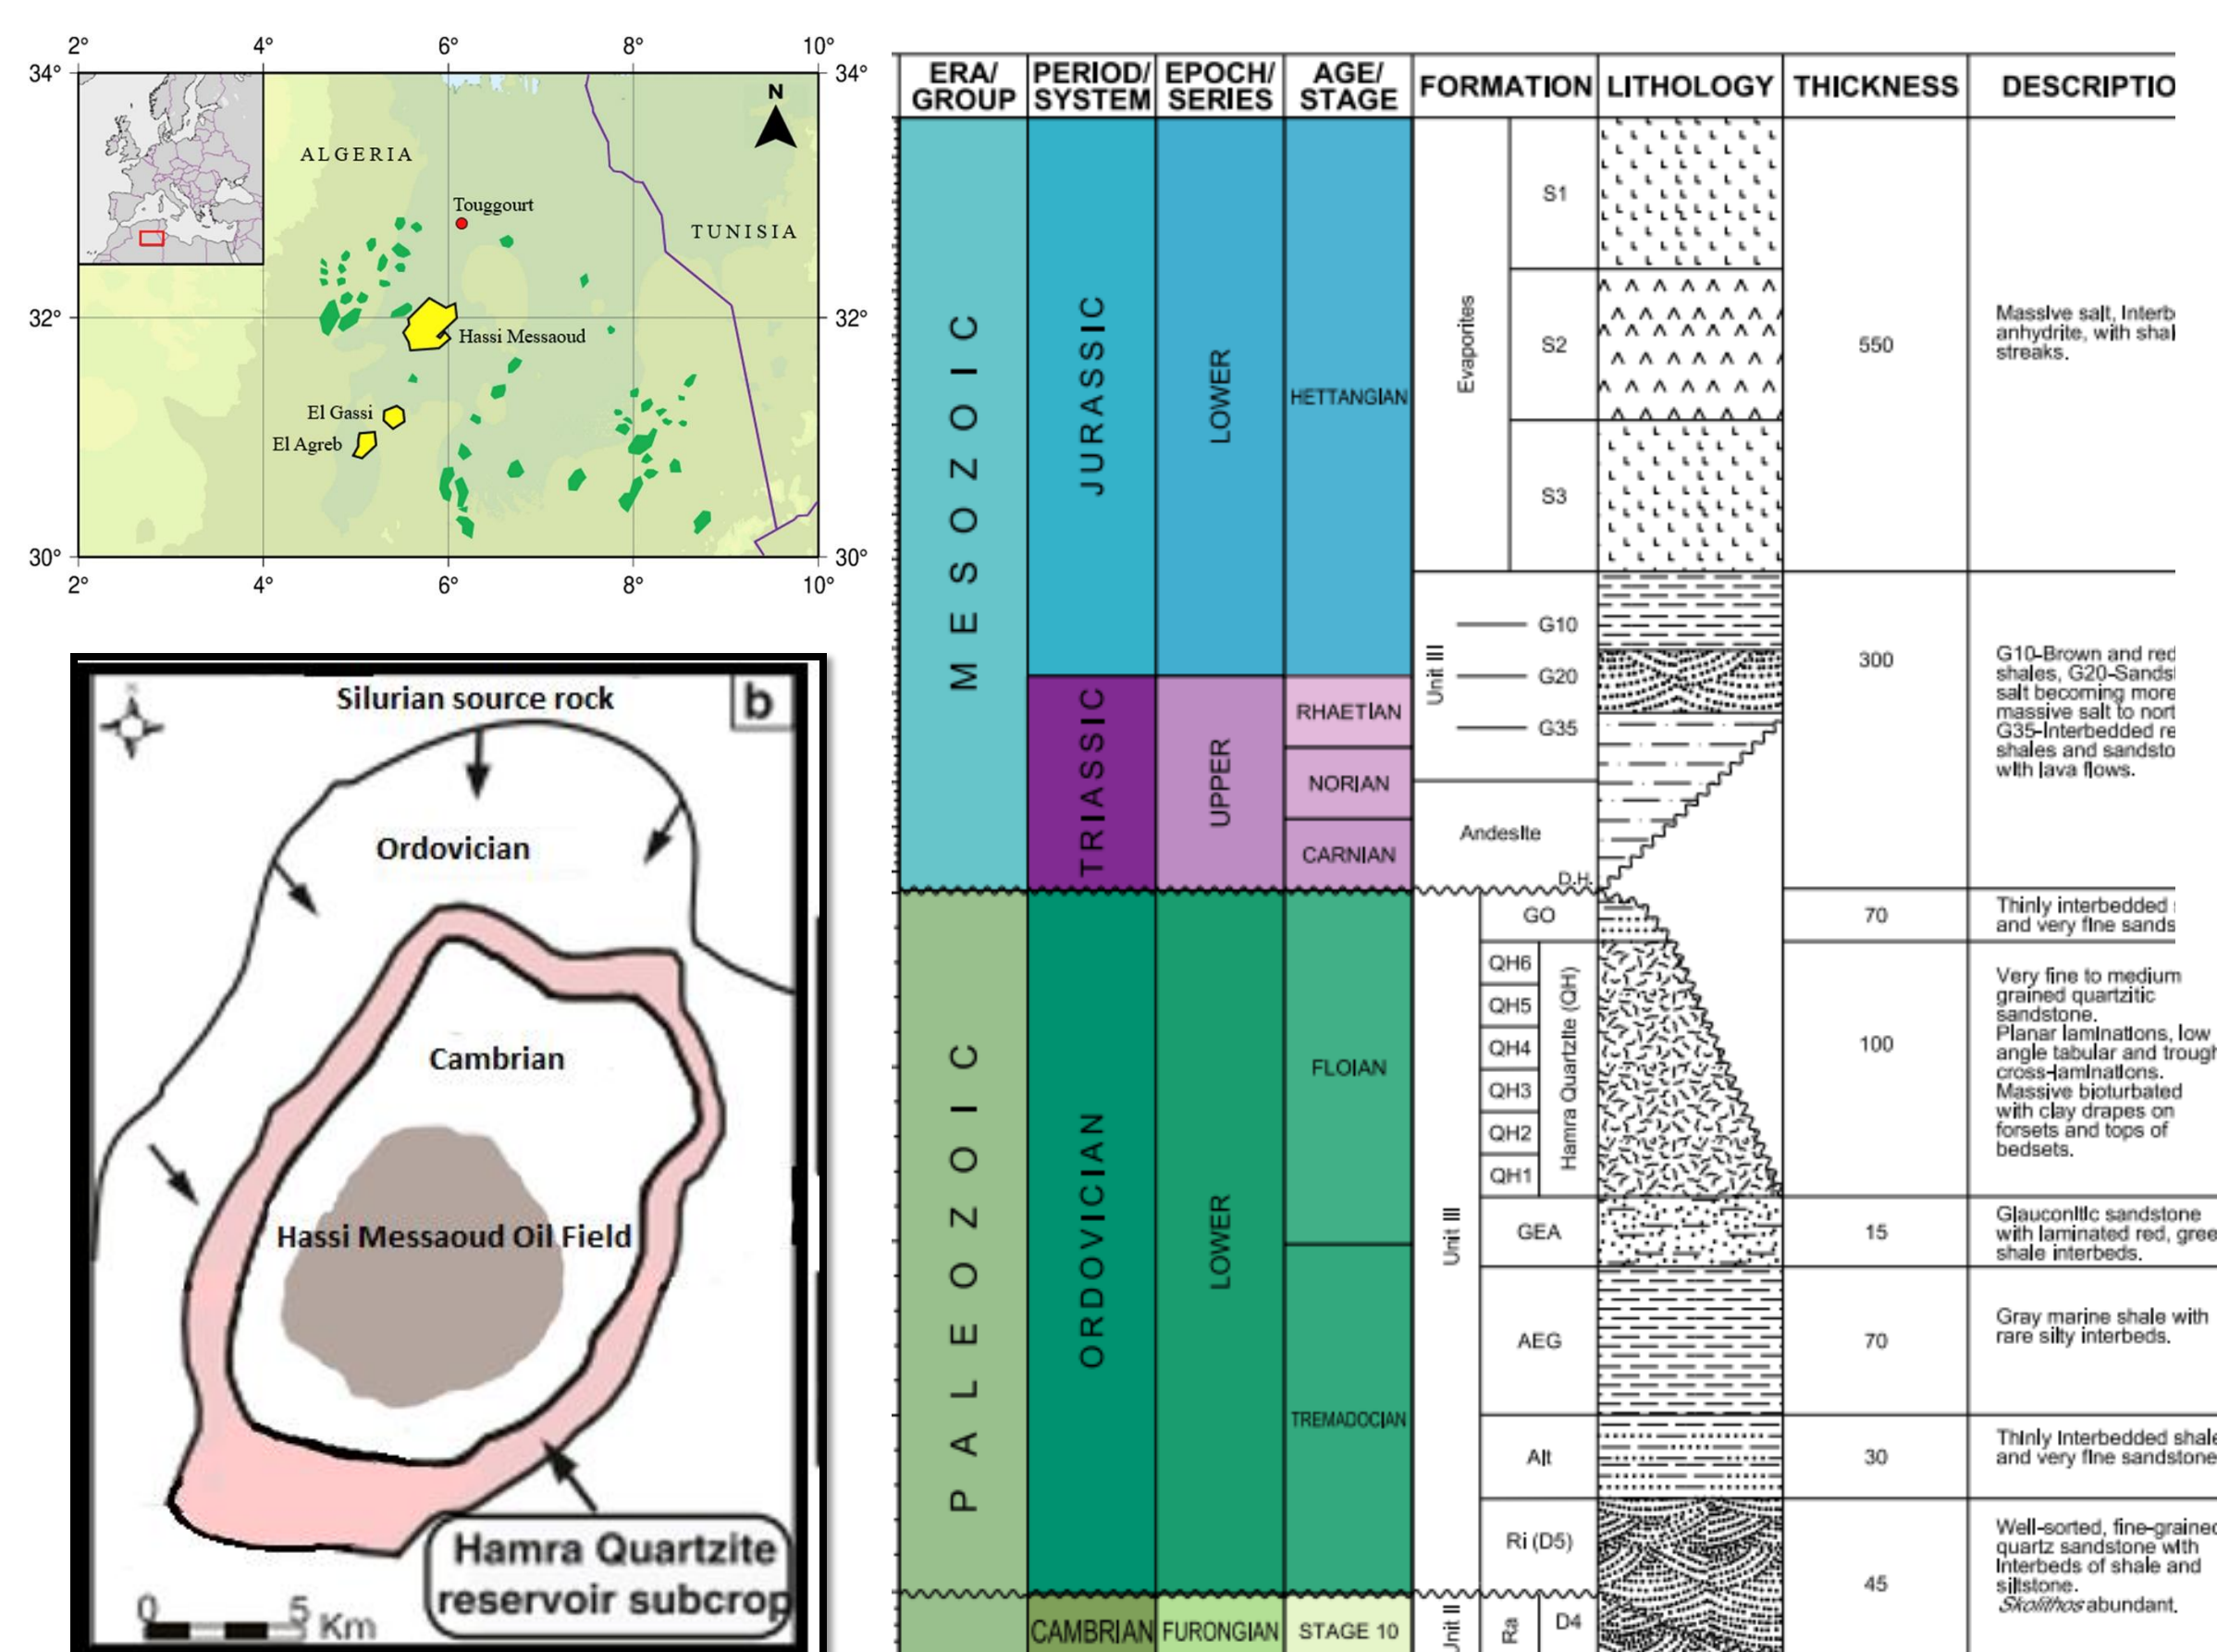 2° 4° 6° 8° 10°
34° 34°
N
ALGERIA
Touggourt
TUNISIA
32° 32°
Hassi Messaoud
El Gassi
El Agreb
30° 30°
2° 4° 6° 8° 10°
b
Silurian source rock
Ordovician
Cambrian
Hassi Messaoud Oil Field
Hamra Quartzite
reservoir subcrop
0 5 Km
ERA/ PERIOD/ EPOCH/ AGE/
GROUP SYSTEM SERIES STAGE FORMATION LITHOLOGY THICKNESS DESCRIPTIO
MESOZOIC
JURASSIC
LOWER
HETTANGIAN
Evaporites
S1
S2
S3
550
Massive salt, Interb
anhydrite, with shal
streaks.
TRIASSIC
UPPER
RHAETIAN
NORIAN
CARNIAN
Unit III
G10
G20
G35
Andesite
D.H.
300
G10-Brown and red
shales, G20-Sands
salt becoming more
massive salt to nort
G35-Interbedded re
shales and sandsto
with lava flows.
PALEOZOIC
ORDOVICIAN
LOWER
FLOIAN
TREMADOCIAN
Unit III
GO
70
Thinly interbedded
and very fine sands
QH6
QH5
QH4
QH3
QH2
QH1
Hamra Quartzite (QH)
100
Very fine to medium
grained quartzitic
sandstone.
Planar laminations, low
angle tabular and trough
cross-laminations.
Massive bioturbated
with clay drapes on
forsets and tops of
bedsets.
GEA
15
Glauconitic sandstone
with laminated red, gree
shale interbeds.
AEG
70
Gray marine shale with
rare silty interbeds.
Alt
30
Thinly Interbedded shale
and very fine sandstone
Ri (D5)
45
Well-sorted, fine-grained
quartz sandstone with
Interbeds of shale and
siltstone.
Skolithos abundant.
CAMBRIAN
FURONGIAN
STAGE 10
Unit II
Ra
D4